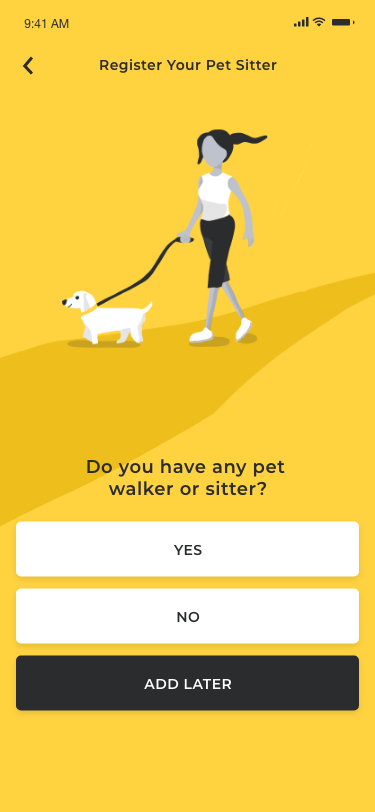 9:41 AM
Register Your Pet Sitter
Do you have any pet
walker or sitter?
YES
NO
ADD LATER